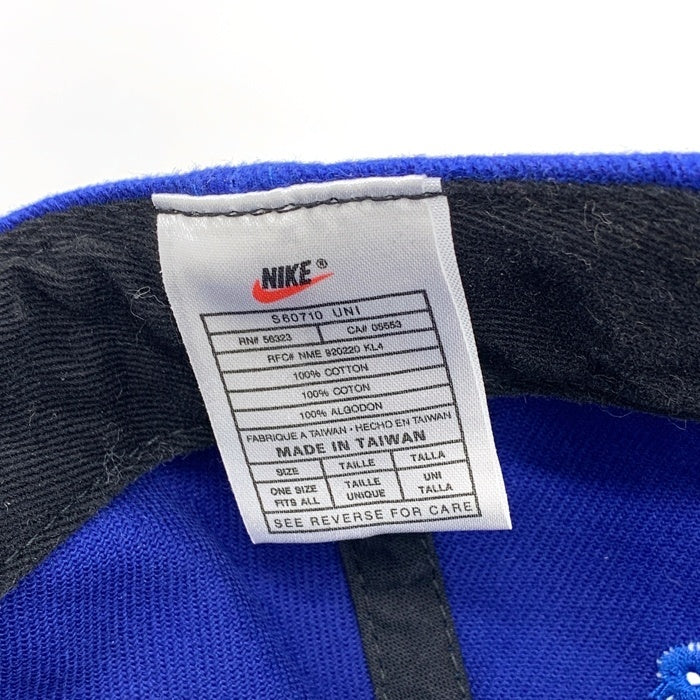 NIKE ®
S60710 UNI
RN# 56323 CA# 05553
RFC# NME 920220 KL4
100% COTTON
100% COTON
100% ALGODON
FABRIQUE A TAIWAN • HECHO EN TAIWAN
MADE IN TAIWAN
SIZE TAILLE TALLA
ONE SIZE TAILLE UNI
FITS ALL UNIQUE TALLA
SEE REVERSE FOR CARE